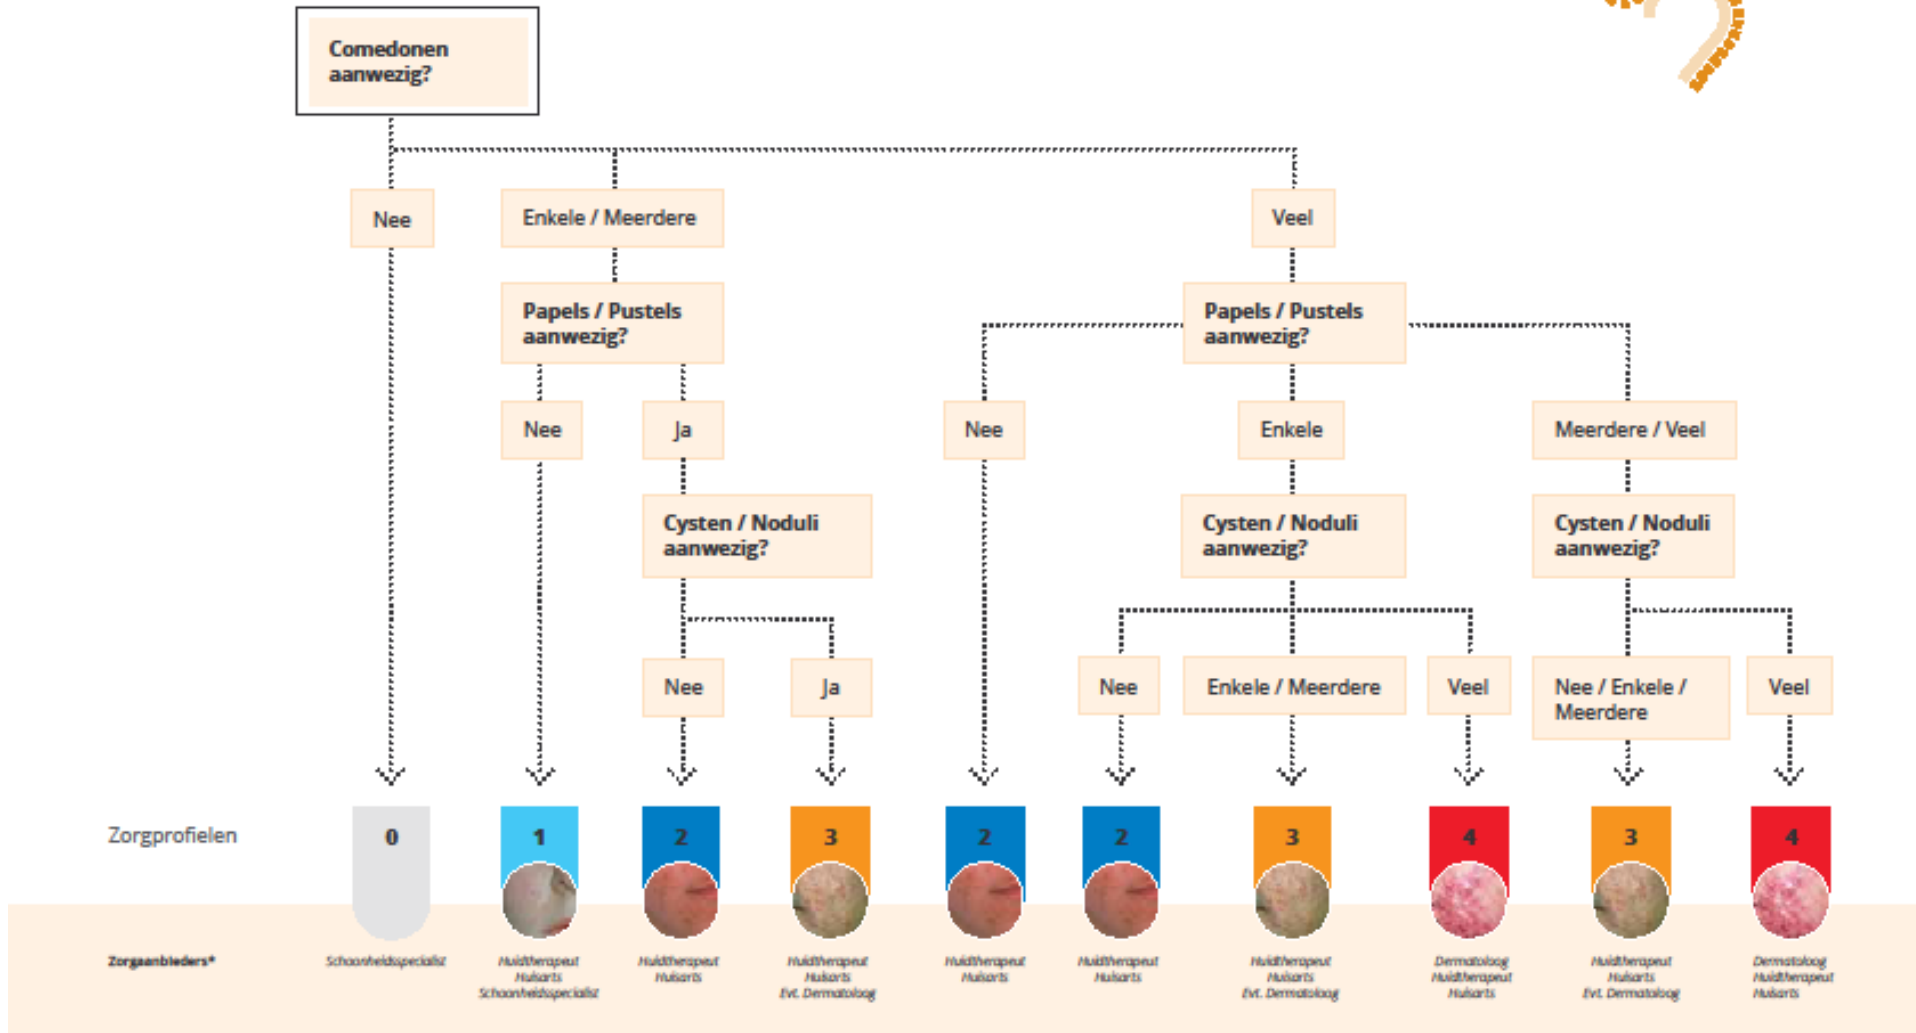 Comedonen
aanwezig?
Nee
Enkele / Meerdere
Veel
Papels / Pustels
aanwezig?
Papels / Pustels
aanwezig?
Nee
Ja
Nee
Enkele
Meerdere / Veel
Cysten / Noduli
aanwezig?
Cysten / Noduli
aanwezig?
Cysten / Noduli
aanwezig?
Nee
Ja
Nee
Enkele / Meerdere
Veel
Nee / Enkele /
Meerdere
Veel
Zorgprofielen
0
1
2
3
2
2
3
4
3
4
Zorgaanbieders*
Schoonheidsspecialist
Huidtherapeut
Huisarts
Schoonheidsspecialist
Huidtherapeut
Huisarts
Huidtherapeut
Huisarts
Evt. Dermatoloog
Huidtherapeut
Huisarts
Huidtherapeut
Huisarts
Huidtherapeut
Huisarts
Evt. Dermatoloog
Dermatoloog
Huidtherapeut
Huisarts
Huidtherapeut
Huisarts
Evt. Dermatoloog
Dermatoloog
Huidtherapeut
Huisarts